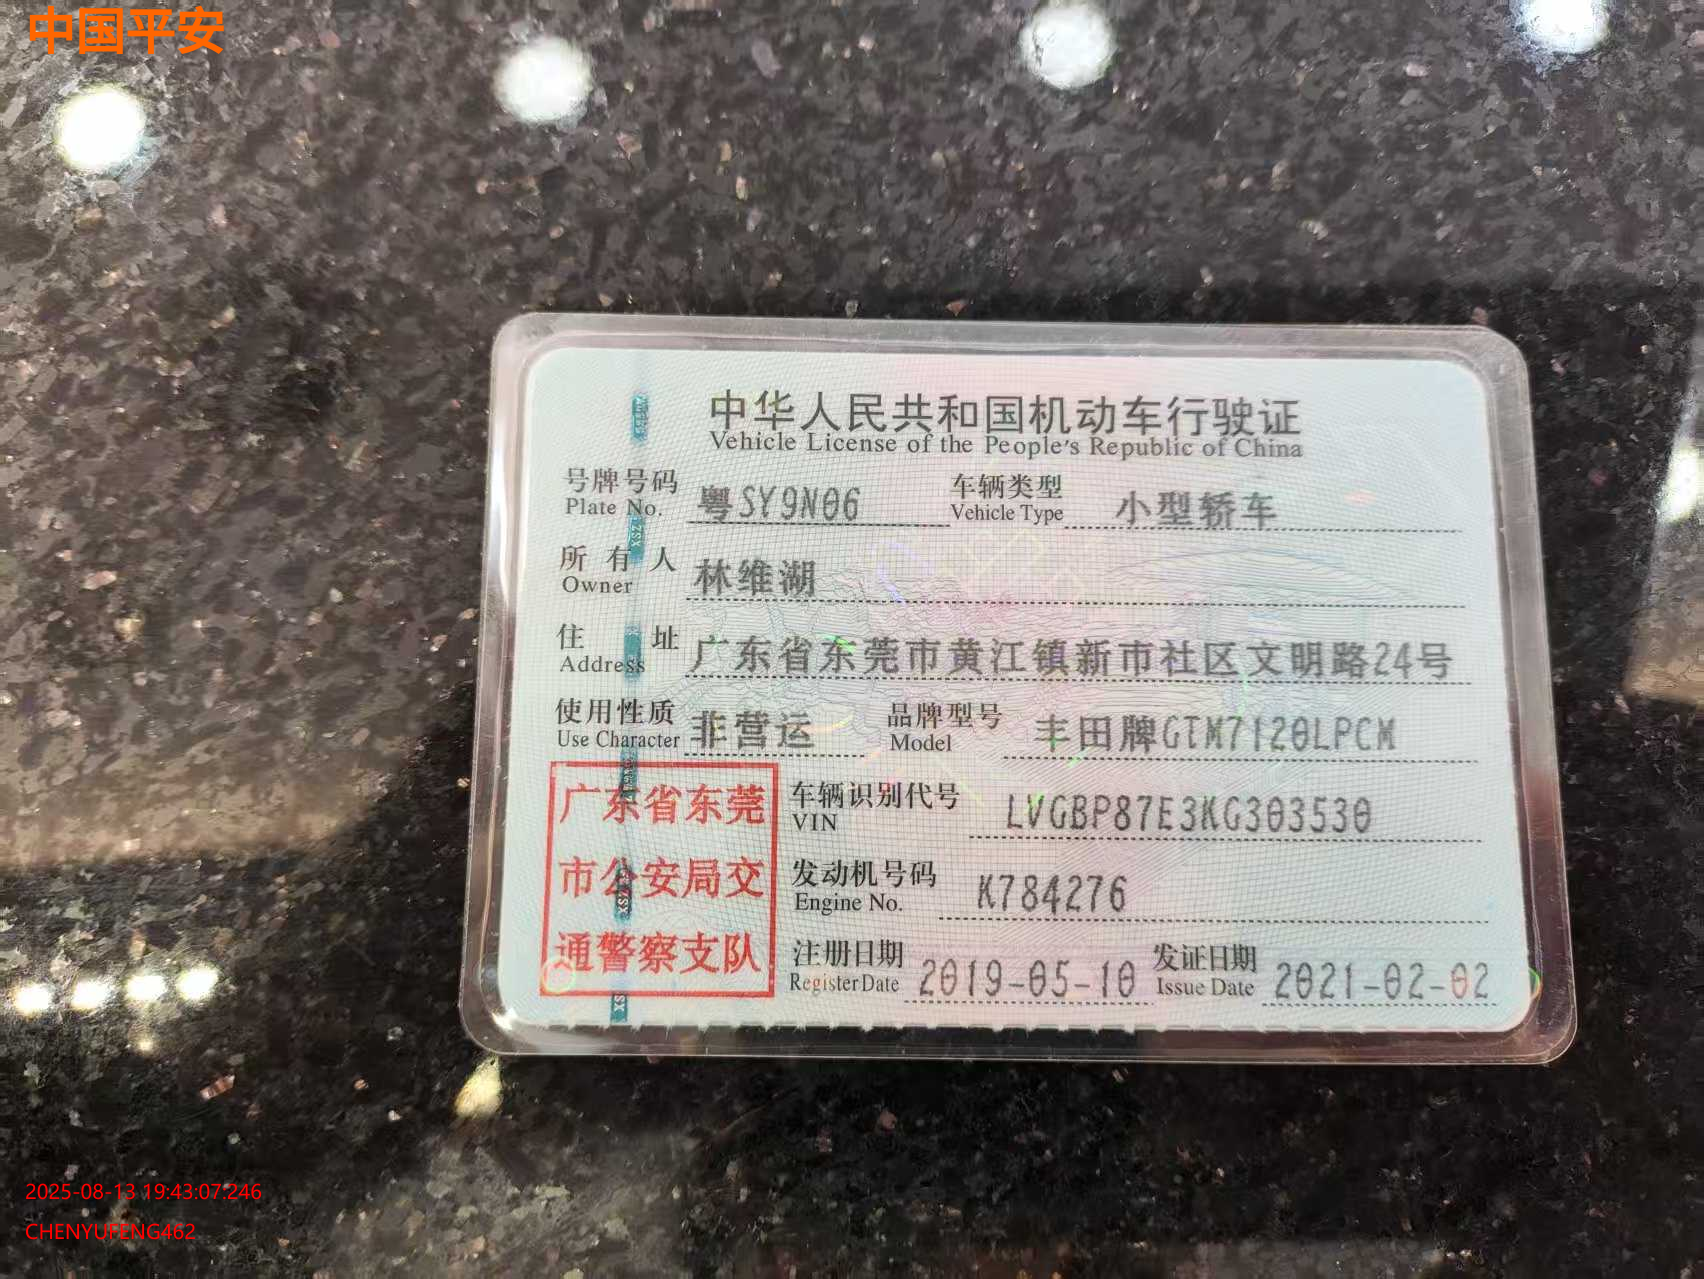 中国平安
中华人民共和国机动车行驶证
Vehicle License of the People's Republic of China
号牌号码 粤SY9N06 车辆类型 小型轿车
Plate No. Vehicle Type
所有人 林维湖
Owner
住址 广东省东莞市黄江镇新市社区文明路24号
Address
使用性质 非营运 品牌型号 丰田牌GTM7120LPCM
Use Character Model
广东省东莞
市公安局交
通警察支队
车辆识别代号 LVGBP87E3KG303530
VIN
发动机号码 K784276
Engine No.
注册日期 2019-05-10 发证日期 2021-02-02
Register Date Issue Date
2025-08-13 19:43:07.246
CHENYUFENG462